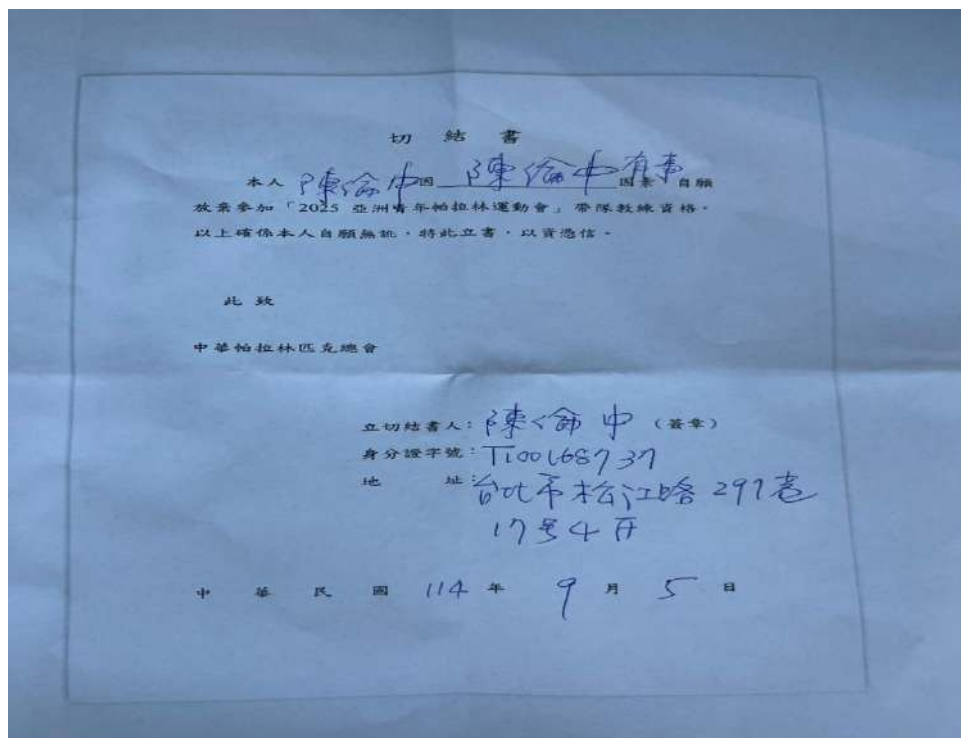 切結書
本人 陳倫中 因 陳倫中有事 因素 自願
放棄參加「2025 亞洲青年帕拉林運動會」帶隊教練資格。
以上確係本人自願無訛，特此立書，以資憑信。
此致
中華帕拉林匹克總會
立切結書人：陳倫中（簽章）
身分證字號：T100168737
地址：台北市松江路297巷
17号4F
中華民國 114 年 9 月 5 日